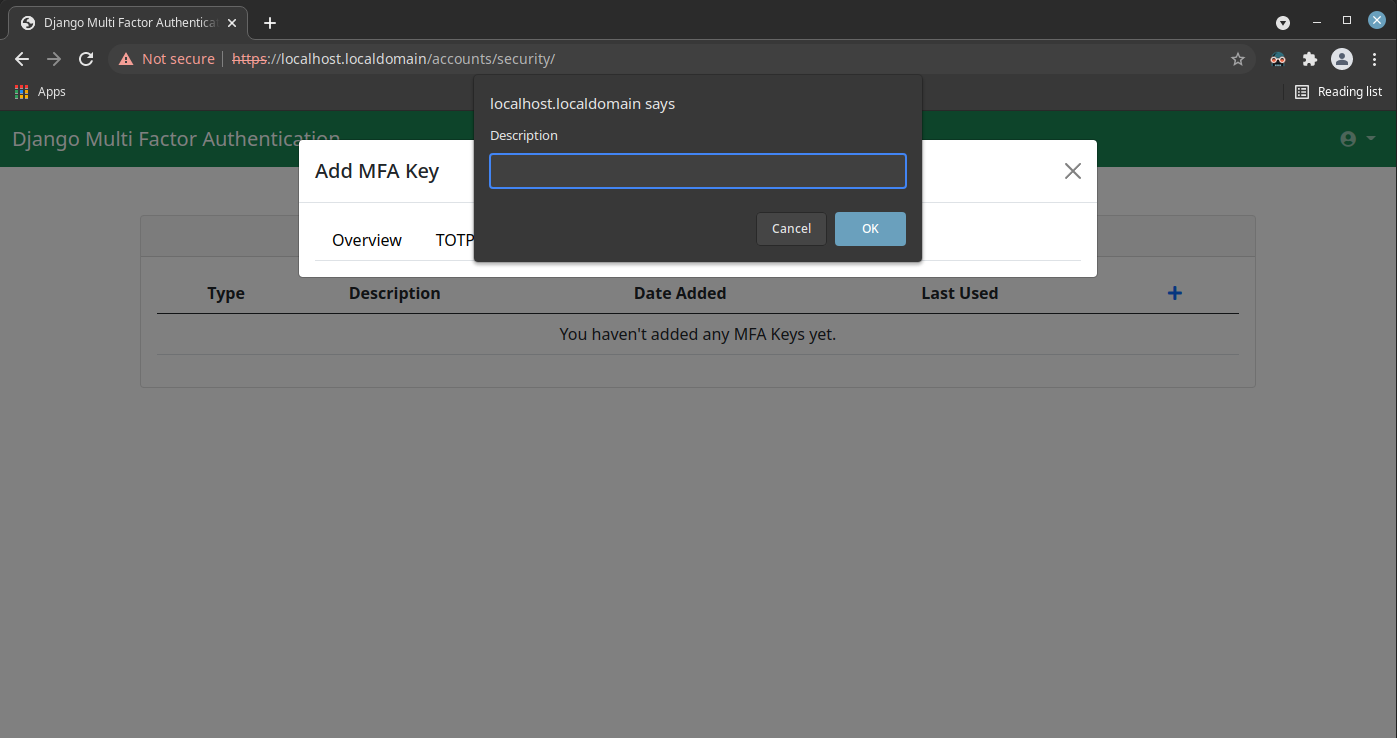 Django Multi Factor Authenticat
Not secure | https://localhost.localdomain/accounts/security/
Apps
Reading list
localhost.localdomain says
Description
Cancel
OK
Django Multi Factor Authentication
Add MFA Key
Overview
TOTP
Type
Description
Date Added
Last Used
You haven't added any MFA Keys yet.